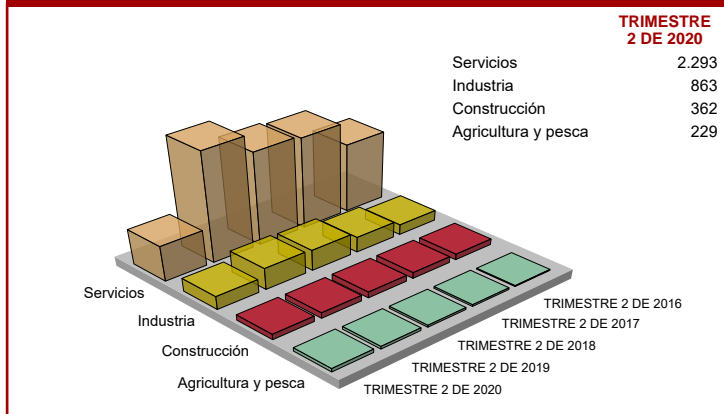 TRIMESTRE
2 DE 2020
Servicios 2.293
Industria 863
Construcción 362
Agricultura y pesca 229
Servicios
Industria
Construcción
Agricultura y pesca
TRIMESTRE 2 DE 2016
TRIMESTRE 2 DE 2017
TRIMESTRE 2 DE 2018
TRIMESTRE 2 DE 2019
TRIMESTRE 2 DE 2020